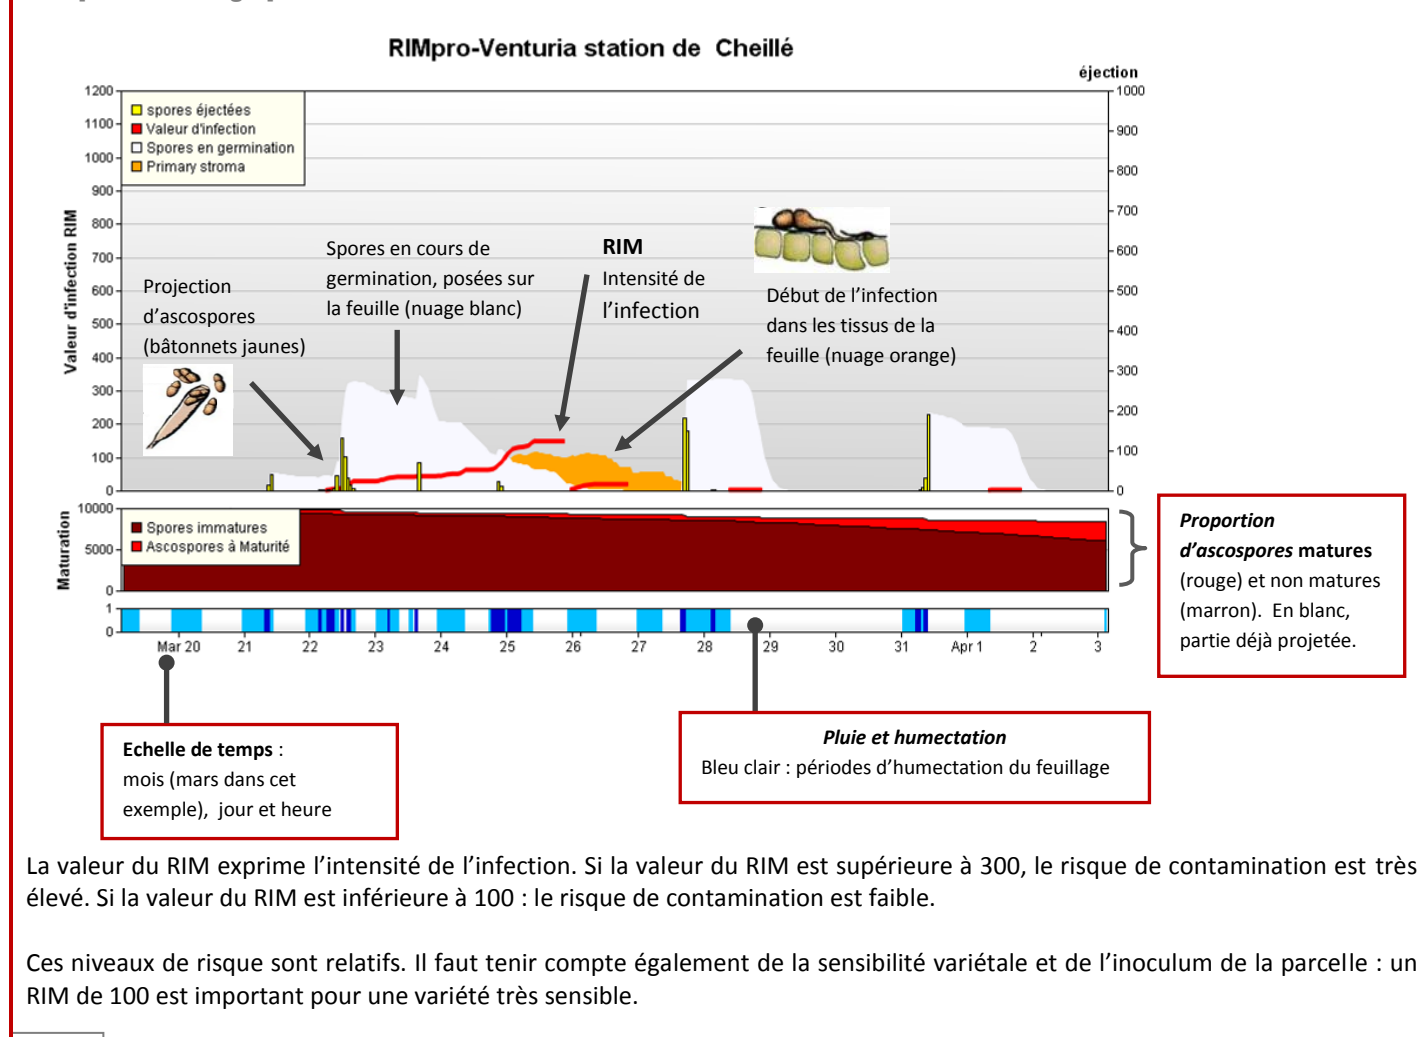 RIMpro-Venturia station de Cheillé
éjection
1200
1100
1000
900
800
700
600
500
400
300
200
100
0
Valeur d'infection RIM
1000
900
800
700
600
500
400
300
200
100
0
spores éjectées
Valeur d'infection
Spores en germination
Primary stroma
Projection
d’ascospores
(bâtonnets jaunes)
Spores en cours de
germination, posées sur
la feuille (nuage blanc)
RIM
Intensité de
l’infection
Début de l’infection
dans les tissus de la
feuille (nuage orange)
Maturation
10000
5000
0
Spores immatures
Ascospores à Maturité
1
0
Mar 20 21 22 23 24 25 26 27 28 29 30 31 Apr 1 2 3
Proportion
d’ascospores matures
(rouge) et non matures
(marron). En blanc,
partie déjà projetée.
Echelle de temps :
mois (mars dans cet
exemple), jour et heure
Pluie et humectation
Bleu clair : périodes d’humectation du feuillage
La valeur du RIM exprime l’intensité de l’infection. Si la valeur du RIM est supérieure à 300, le risque de contamination est très
élevé. Si la valeur du RIM est inférieure à 100 : le risque de contamination est faible.
Ces niveaux de risque sont relatifs. Il faut tenir compte également de la sensibilité variétale et de l’inoculum de la parcelle : un
RIM de 100 est important pour une variété très sensible.